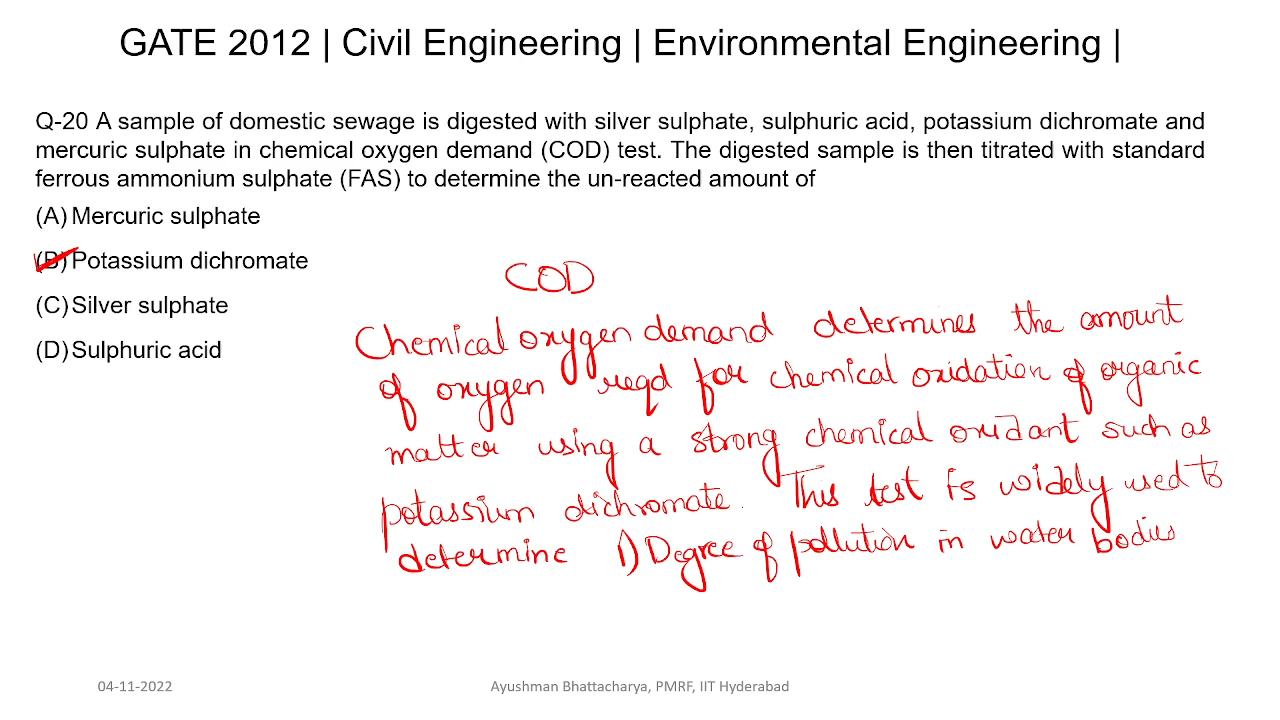 GATE 2012 | Civil Engineering | Environmental Engineering |
Q-20 A sample of domestic sewage is digested with silver sulphate, sulphuric acid, potassium dichromate and
mercuric sulphate in chemical oxygen demand (COD) test. The digested sample is then titrated with standard
ferrous ammonium sulphate (FAS) to determine the un-reacted amount of
(A) Mercuric sulphate
(B) Potassium dichromate
(C) Silver sulphate
(D) Sulphuric acid
COD
Chemical oxygen demand determines the amount
of oxygen reqd for chemical oxidation of organic
matter using a strong chemical oxidant such as
potassium dichromate. This test is widely used to
determine 1) Degree of pollution in water bodies
04-11-2022
Ayushman Bhattacharya, PMRF, IIT Hyderabad